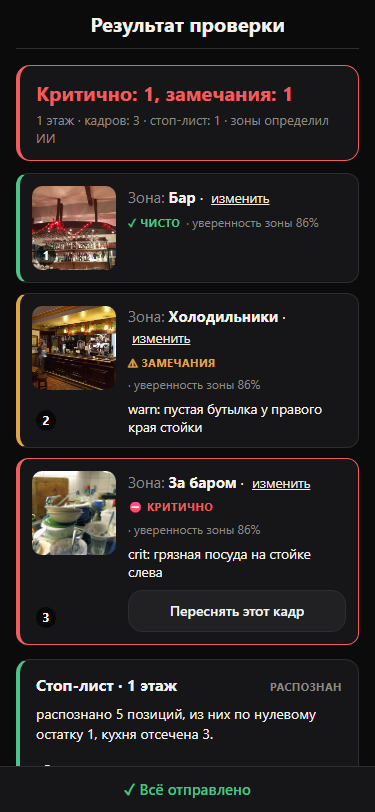 Результат проверки
Критично: 1, замечания: 1
1 этаж · кадров: 3 · стоп-лист: 1 · зоны определил
ИИ
Зона: Бар · изменить
✓ ЧИСТО · уверенность зоны 86%
1
Зона: Холодильники ·
изменить
⚠ ЗАМЕЧАНИЯ
· уверенность зоны 86%
warn: пустая бутылка у правого
края стойки
2
Зона: За баром · изменить
⛔ КРИТИЧНО
· уверенность зоны 86%
crit: грязная посуда на стойке
слева
Переснять этот кадр
3
Стоп-лист · 1 этаж РАСПОЗНАН
распознано 5 позиций, из них по нулевому
остатку 1, кухня отсечена 3.
✓ Всё отправлено